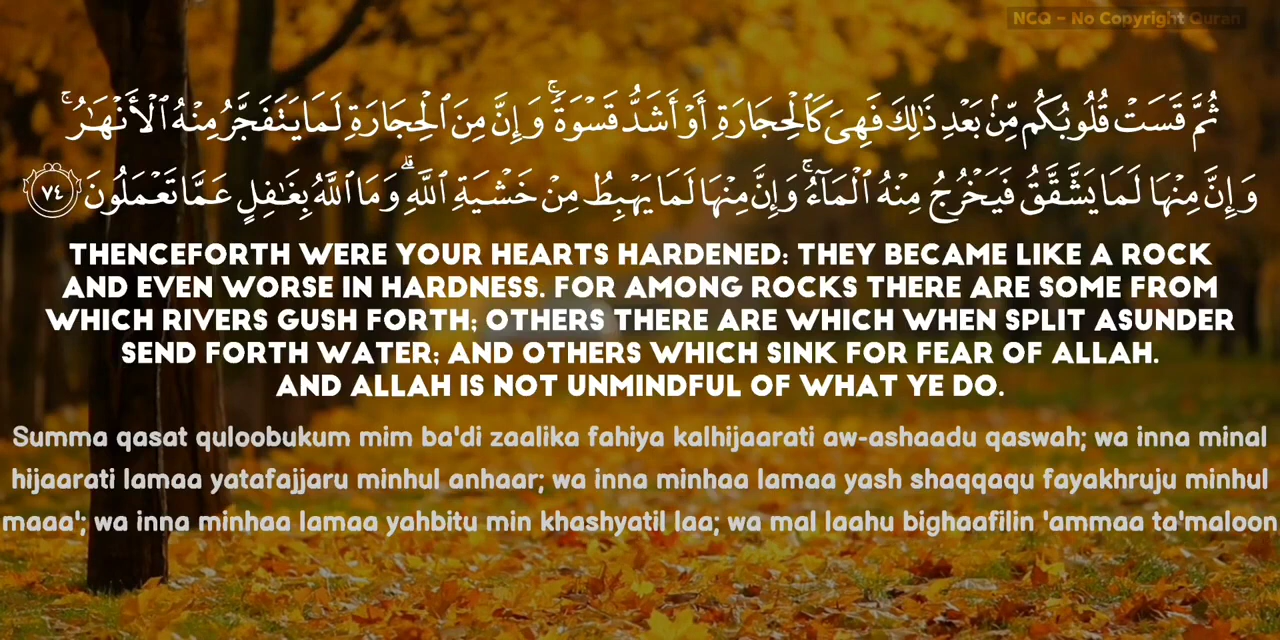 NCQ - No Copyright Quran
ثُمَّ قَسَتْ قُلُوبُكُم مِّنۢ بَعْدِ ذَٰلِكَ فَهِىَ كَٱلْحِجَارَةِ أَوْ أَشَدُّ قَسْوَةً ۚ وَإِنَّ مِنَ ٱلْحِجَارَةِ لَمَا يَتَفَجَّرُ مِنْهُ ٱلْأَنْهَـٰرُ ۚ
وَإِنَّ مِنْهَا لَمَا يَشَّقَّقُ فَيَخْرُجُ مِنْهُ ٱلْمَآءُ ۚ وَإِنَّ مِنْهَا لَمَا يَهْبِطُ مِنْ خَشْيَةِ ٱللَّهِ ۗ وَمَا ٱللَّهُ بِغَـٰفِلٍ عَمَّا تَعْمَلُونَ ٧٤
THENCEFORTH WERE YOUR HEARTS HARDENED: THEY BECAME LIKE A ROCK
AND EVEN WORSE IN HARDNESS. FOR AMONG ROCKS THERE ARE SOME FROM
WHICH RIVERS GUSH FORTH; OTHERS THERE ARE WHICH WHEN SPLIT ASUNDER
SEND FORTH WATER; AND OTHERS WHICH SINK FOR FEAR OF ALLAH.
AND ALLAH IS NOT UNMINDFUL OF WHAT YE DO.
Summa qasat quloobukum mim ba'di zaalika fahiya kalhijaarati aw-ashaadu qaswah; wa inna minal
hijaarati lamaa yatafajjaru minhul anhaar; wa inna minhaa lamaa yash shaqqaqu fayakhruju minhul
maaa'; wa inna minhaa lamaa yahbitu min khashyatil laa; wa mal laahu bighaafilin 'ammaa ta'maloon